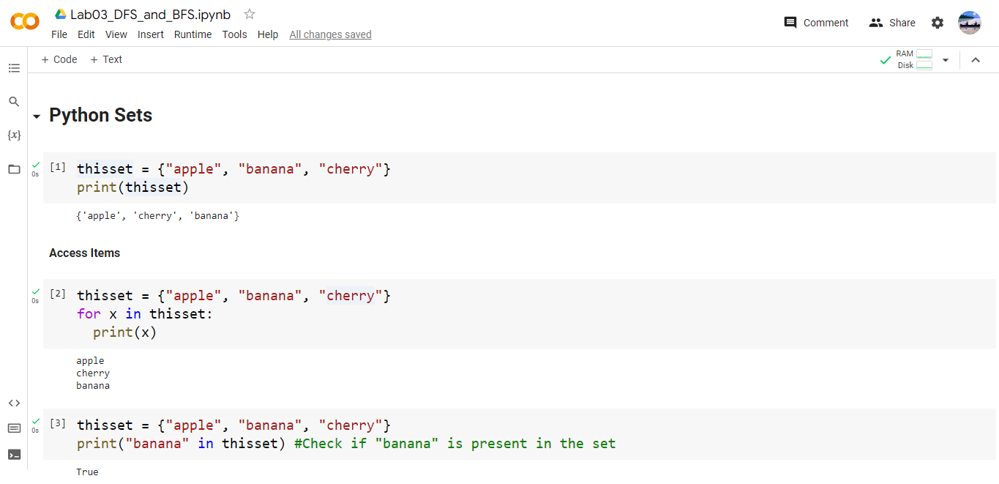 Lab03_DFS_and_BFS.ipynb
File Edit View Insert Runtime Tools Help All changes saved
Comment Share
+ Code + Text
RAM
Disk
{x}
Python Sets
[1] thisset = {"apple", "banana", "cherry"}
0s
print(thisset)
{'apple', 'cherry', 'banana'}
Access Items
[2] thisset = {"apple", "banana", "cherry"}
0s
for x in thisset:
  print(x)
apple
cherry
banana
[3] thisset = {"apple", "banana", "cherry"}
0s
print("banana" in thisset) #Check if "banana" is present in the set
True